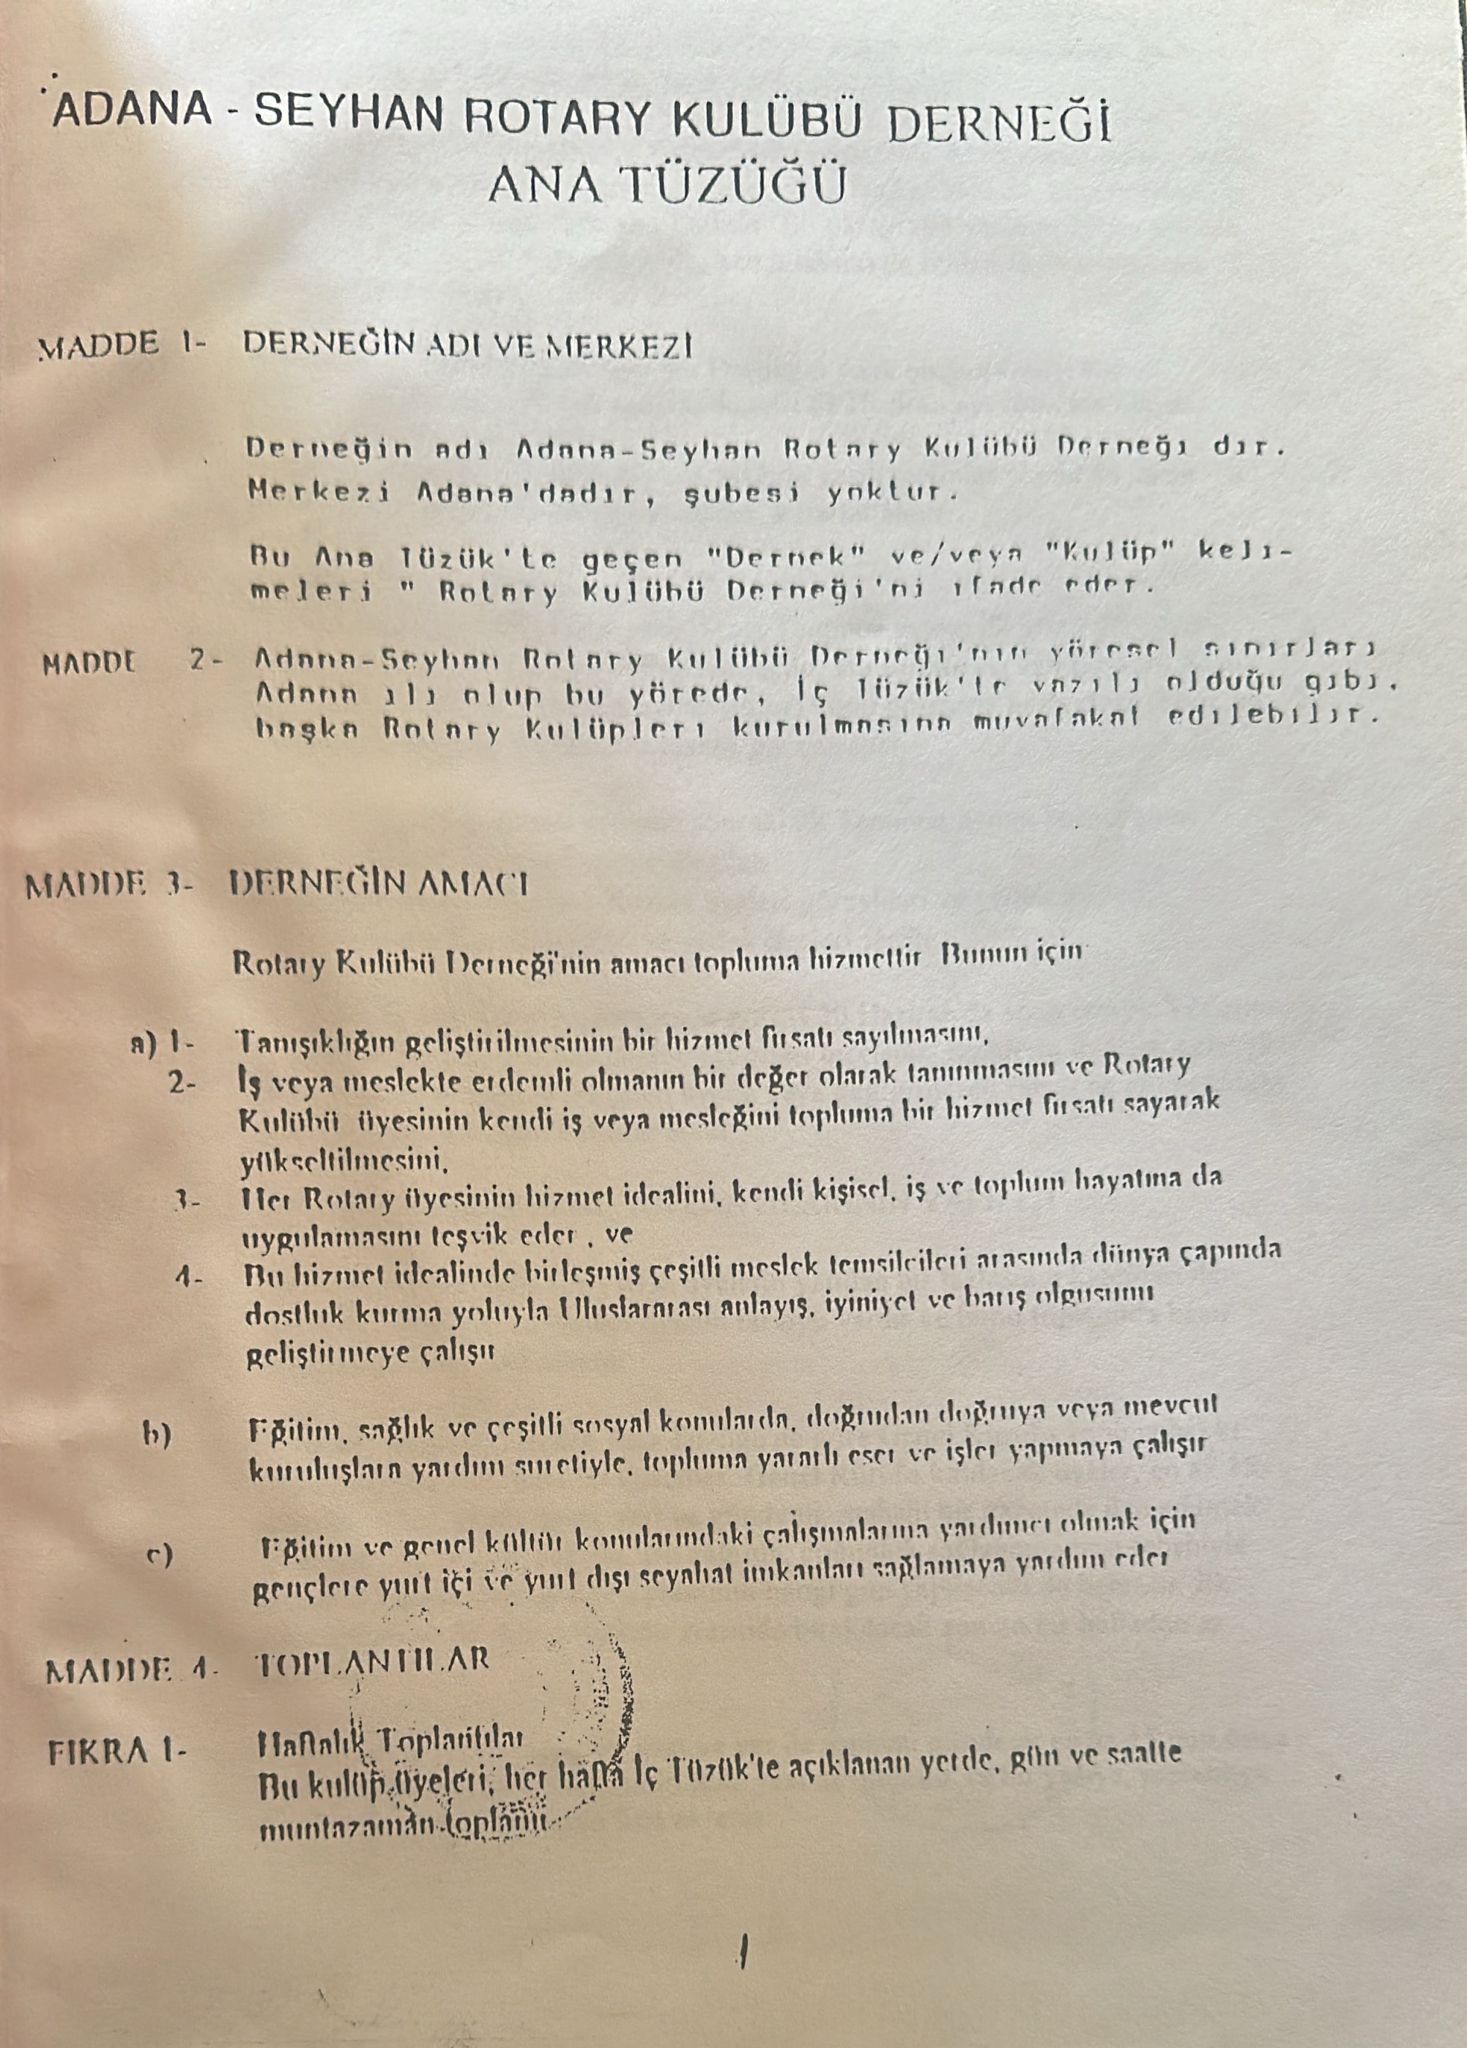 ADANA - SEYHAN ROTARY KULÜBÜ DERNEĞİ
ANA TÜZÜĞÜ
MADDE 1- DERNEĞİN ADI VE MERKEZİ
Derneğin adı Adana-Seyhan Rotary Kulübü Derneğı dır.
Merkezi Adana'dadır, şubesi yoktur.
Bu Ana Tüzük'te geçen "Dernek" ve/veya "Kulüp" keli-
meleri " Rotary Kulübü Derneği'ni ifade eder.
MADDE 2- Adana-Seyhan Rotary Kulübü Derneğı'nın yöresel sınırları
Adana ılı olup bu yörede, İç Tüzük'te yazılı olduğu gıbı,
başka Rotary Kulüplerı kurulmasına muvafakat edılebılır.
MADDE 3- DERNEĞİN AMACI
Rotary Kulübü Derneği'nin amacı topluma hizmettir Bunun için
a) 1- Tanışıklığın geliştirilmesinin bir hizmet fırsatı sayılmasını,
2- İş veya meslekte erdemli olmanın bir değer olarak tanınmasını ve Rotary
Kulübü üyesinin kendi iş veya mesleğini topluma bir hizmet fırsatı sayarak
yükseltilmesini,
3- Her Rotary üyesinin hizmet idealini, kendi kişisel, iş ve toplum hayatına da
uygulamasını teşvik eder , ve
4- Bu hizmet idealinde birleşmiş çeşitli meslek temsilcileri arasında dünya çapında
dostluk kurma yoluyla Uluslararası anlayış, iyiniyet ve barış olgusunu
geliştirmeye çalışır
b) Eğitim, sağlık ve çeşitli sosyal konularda, doğrudan doğruya veya mevcut
kuruluşlara yardım suretiyle, topluma yararlı eser ve işler yapmaya çalışır
c) Eğitim ve genel kültür konularındaki çalışmalarına yardımcı olmak için
gençlere yurt içi ve yurt dışı seyahat imkanları sağlamaya yardım eder
MADDE 4- TOPLANTILAR
FIKRA 1- Haftalık Toplantılar
Bu kulüp üyeleri, her hafta İç Tüzük'te açıklanan yerde, gün ve saatte
muntazaman toplanır
1